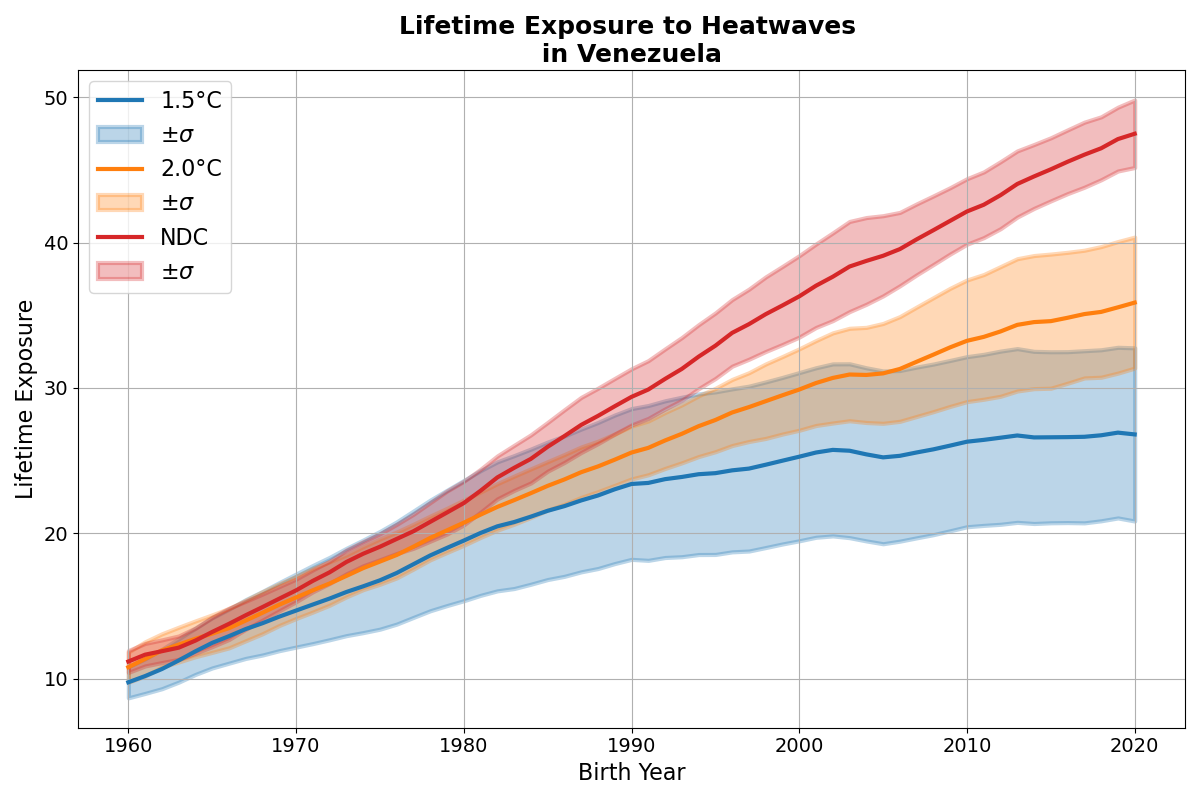 Lifetime Exposure to Heatwaves
in Venezuela
1.5°C
±σ
2.0°C
±σ
NDC
±σ
50
40
30
20
10
Lifetime Exposure
1960 1970 1980 1990 2000 2010 2020
Birth Year